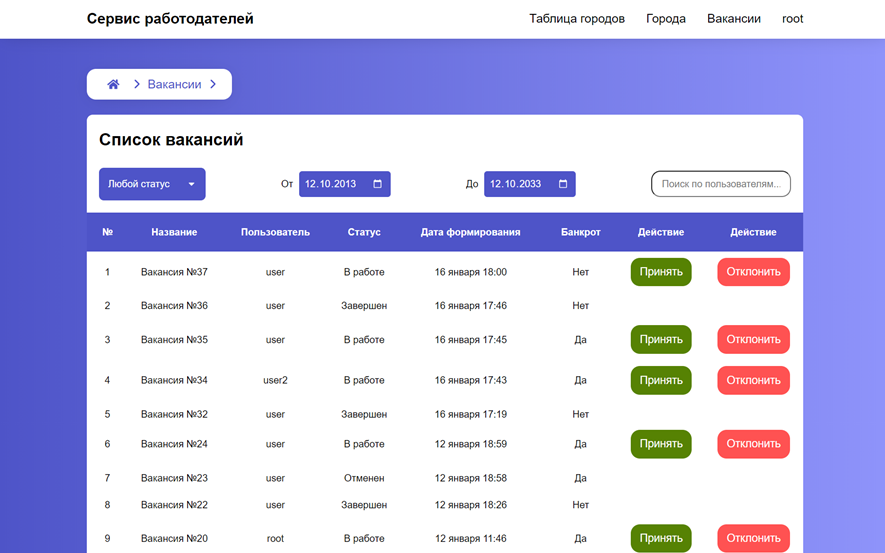 Сервис работодателей Таблица городов Города Вакансии root
Вакансии
Список вакансий
Любой статус От 12.10.2013 До 12.10.2033 Поиск по пользователям...
№ Название Пользователь Статус Дата формирования Банкрот Действие Действие
1 Вакансия №37 user В работе 16 января 18:00 Нет Принять Отклонить
2 Вакансия №36 user Завершен 16 января 17:46 Нет
3 Вакансия №35 user В работе 16 января 17:45 Да Принять Отклонить
4 Вакансия №34 user2 В работе 16 января 17:43 Да Принять Отклонить
5 Вакансия №32 user Завершен 16 января 17:19 Нет
6 Вакансия №24 user В работе 12 января 18:59 Да Принять Отклонить
7 Вакансия №23 user Отменен 12 января 18:58 Да
8 Вакансия №22 user Завершен 12 января 18:26 Нет
9 Вакансия №20 root В работе 12 января 11:46 Да Принять Отклонить